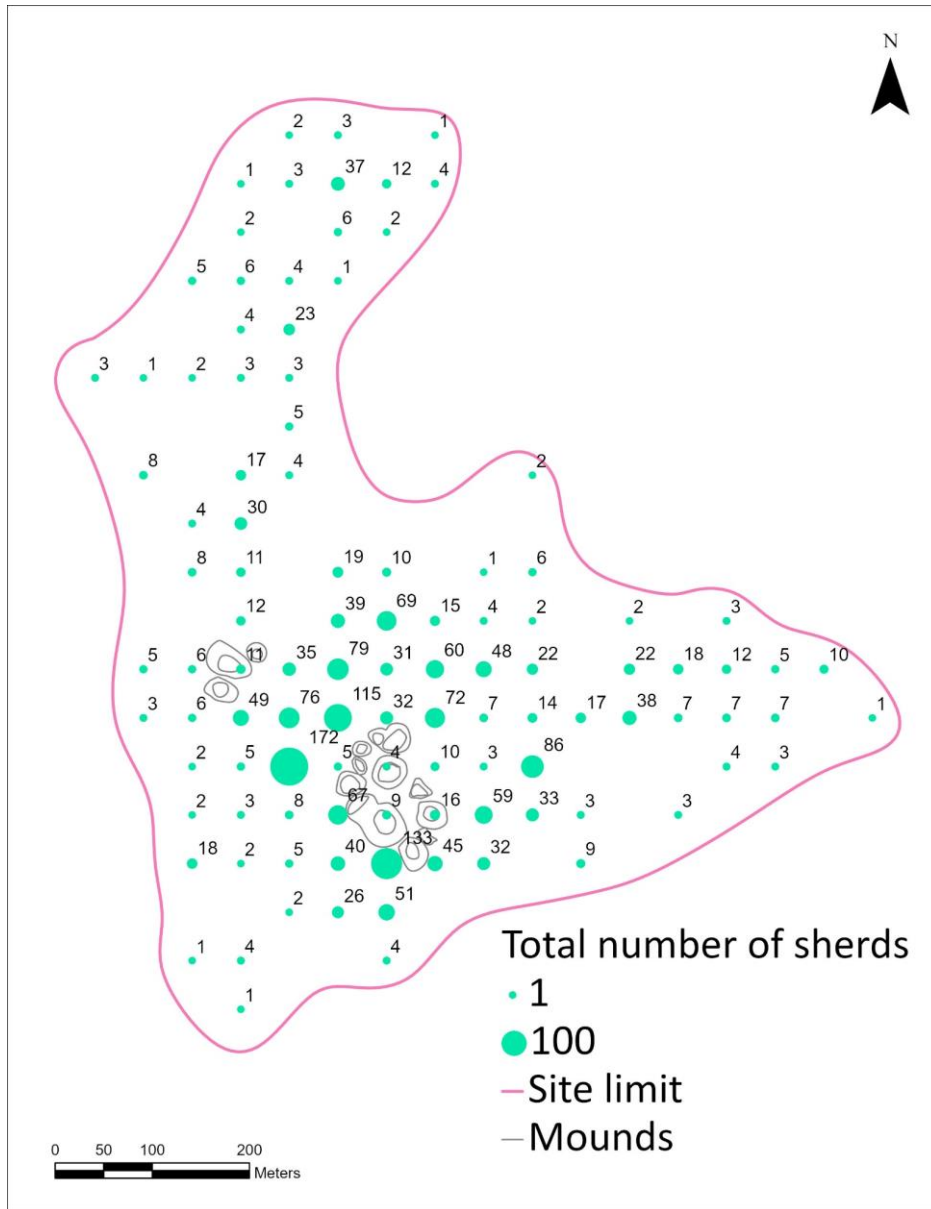 N
2 3 1
1 3 37 12 4
2 6 2
5 6 4 1
4 23
3 1 2 3 3
5
8 17 4 2
4 30
8 11 19 10 1 6
12 39 69 15 4 2 2 3
5 6 11 35 79 31 60 48 22 22 18 12 5 10
3 6 49 76 115 32 72 7 14 17 38 7 7 7 1
2 5 172 5 4 10 3 86 4 3
2 3 8 67 9 16 59 33 3 3
18 2 5 40 133 45 32 9
2 26 51
1 4 4
1
Total number of sherds
1
100
Site limit
Mounds
0 50 100 200
Meters